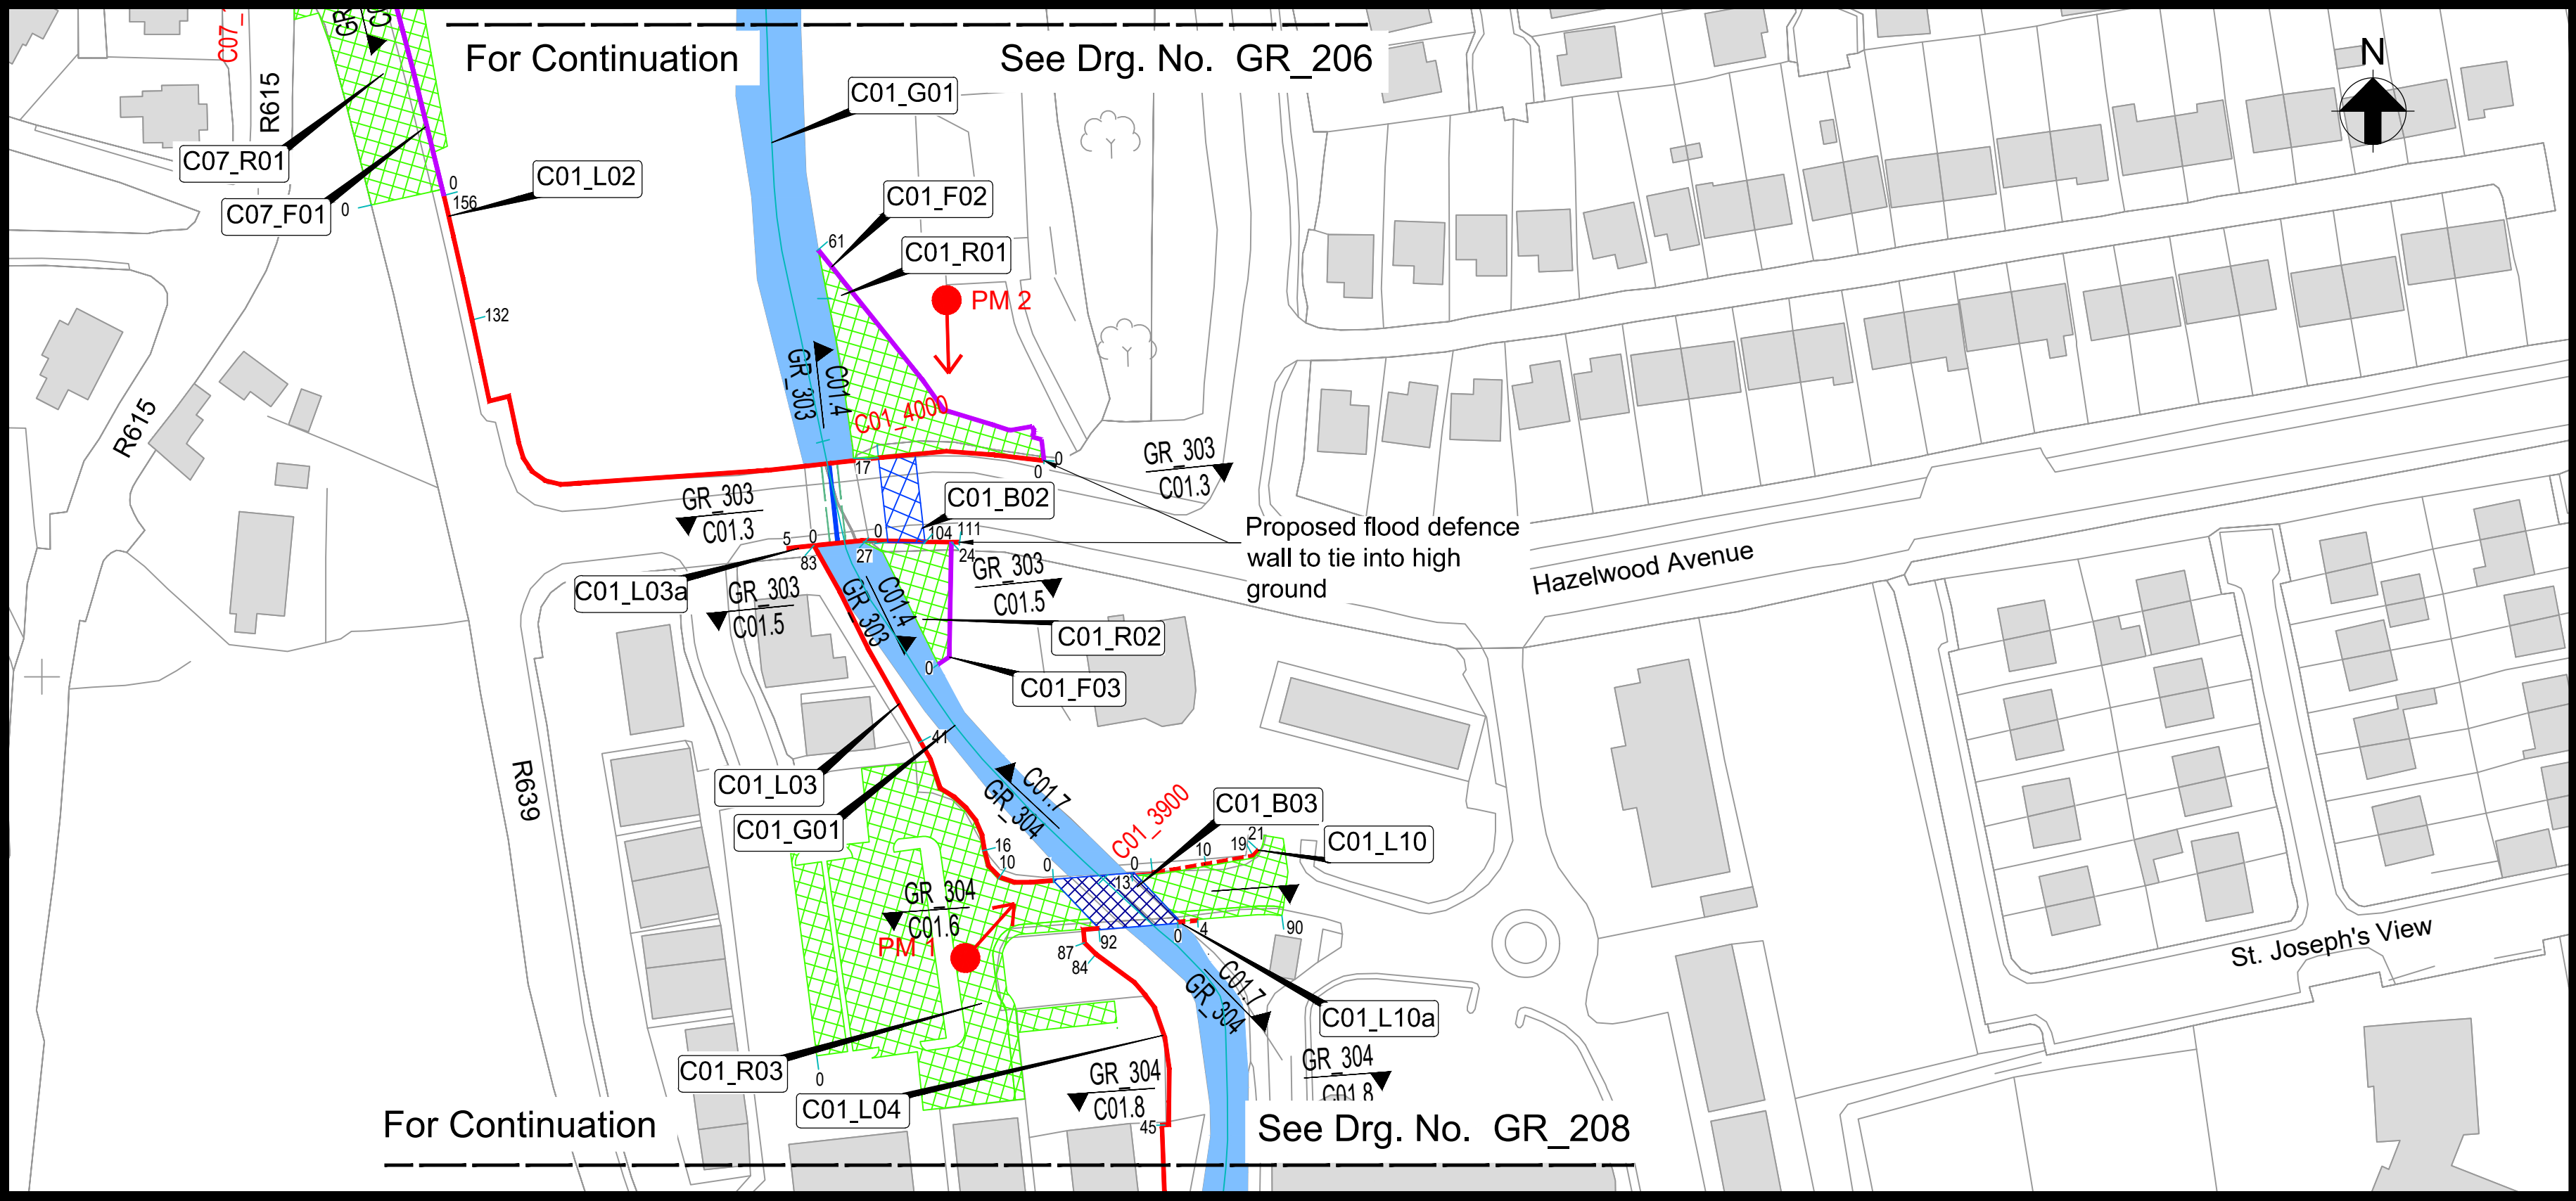 For Continuation
See Drg. No. GR_206
N
C07_
GR_
C0
R615
C01_G01
C07_R01
C01_L02
C07_F01
0
0
156
C01_F02
61
C01_R01
PM 2
132
GR_303
C01.4
C01_4000
R615
17
0
0
GR_303
C01.3
GR_303
C01.3
C01_B02
5
0
83
0
27
104
111
24
Proposed flood defence
wall to tie into high
ground
Hazelwood Avenue
C01_L03a
GR_303
C01.5
GR_303
C01.4
GR_303
C01.5
C01_R02
0
C01_F03
41
C01_L03
C01_G01
R639
C01.7
GR_304
C01_3900
C01_B03
C01_L10
16
10
0
0
13
10
19
21
GR_304
C01.6
PM 1
87
84
92
0
4
90
C01.7
GR_304
C01_L10a
St. Joseph's View
C01_R03
0
C01_L04
GR_304
C01.8
GR_304
C01.8
45
For Continuation
See Drg. No. GR_208